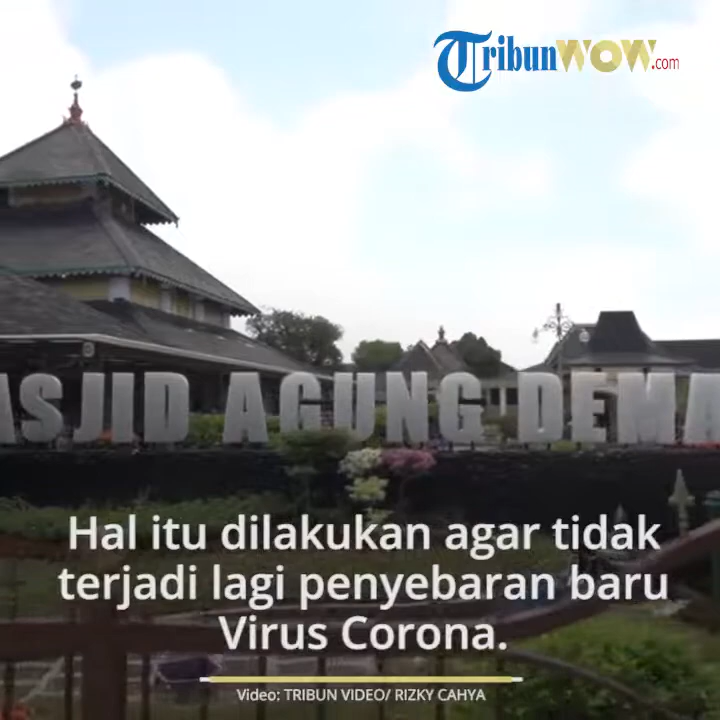 TribunWOW.com
ASJID AGUNG DEMA
Hal itu dilakukan agar tidak
terjadi lagi penyebaran baru
Virus Corona.
Video: TRIBUN VIDEO/ RIZKY CAHYA